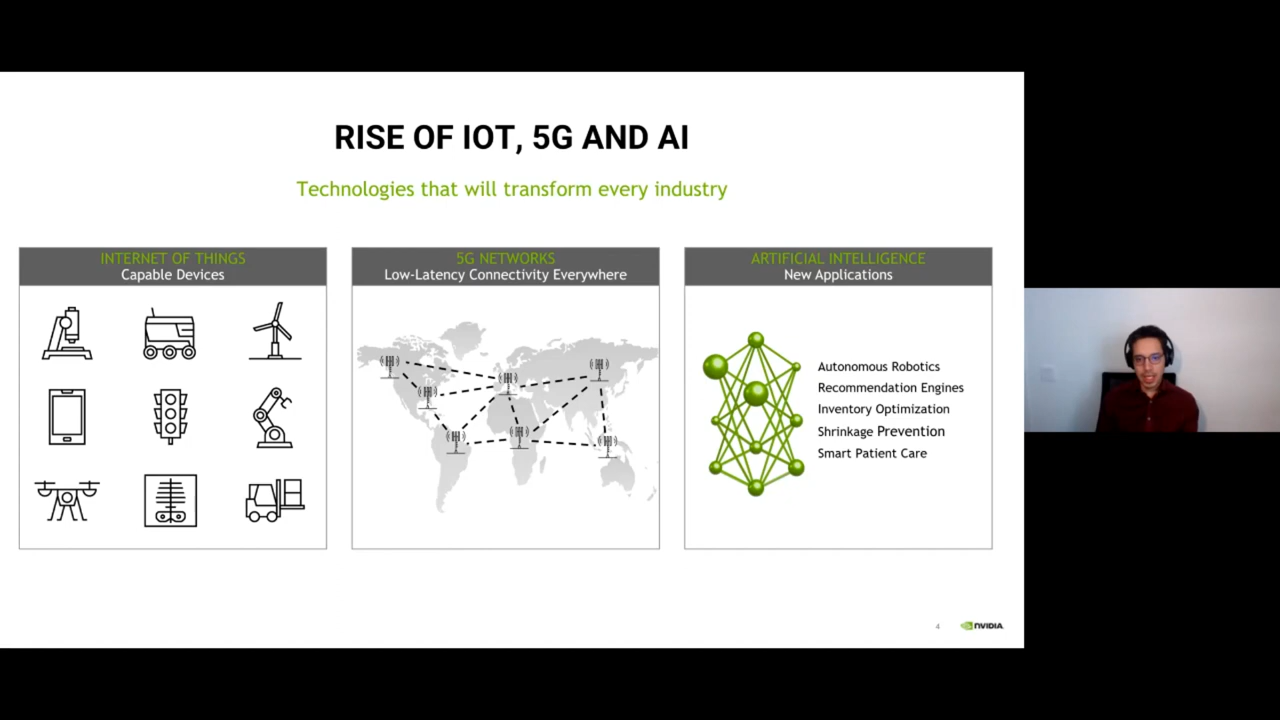 RISE OF IOT, 5G AND AI
Technologies that will transform every industry
INTERNET OF THINGS
Capable Devices
5G NETWORKS
Low-Latency Connectivity Everywhere
ARTIFICIAL INTELLIGENCE
New Applications
Autonomous Robotics
Recommendation Engines
Inventory Optimization
Shrinkage Prevention
Smart Patient Care
4
NVIDIA.